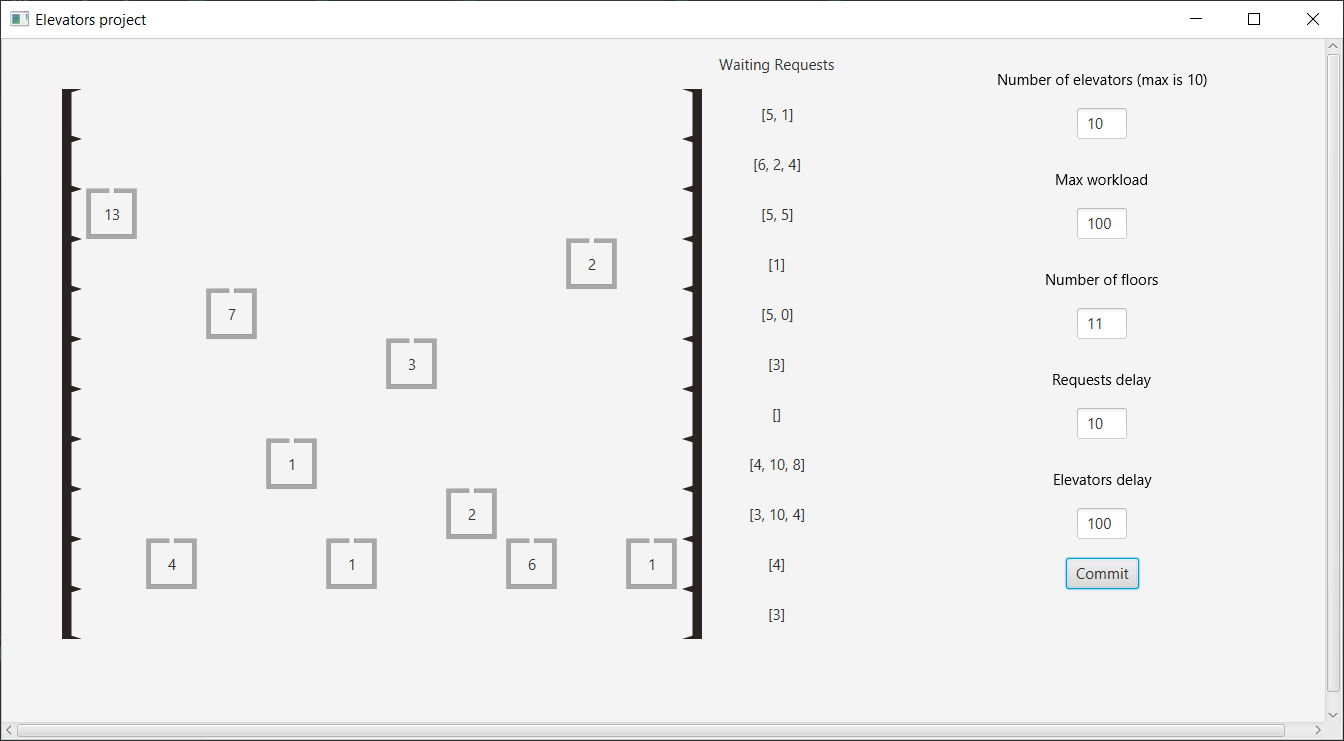 Elevators project
Waiting Requests
[5, 1]
[6, 2, 4]
[5, 5]
[1]
[5, 0]
[3]
[]
[4, 10, 8]
[3, 10, 4]
[4]
[3]
13
2
7
3
1
2
4
1
6
1
Number of elevators (max is 10)
10
Max workload
100
Number of floors
11
Requests delay
10
Elevators delay
100
Commit